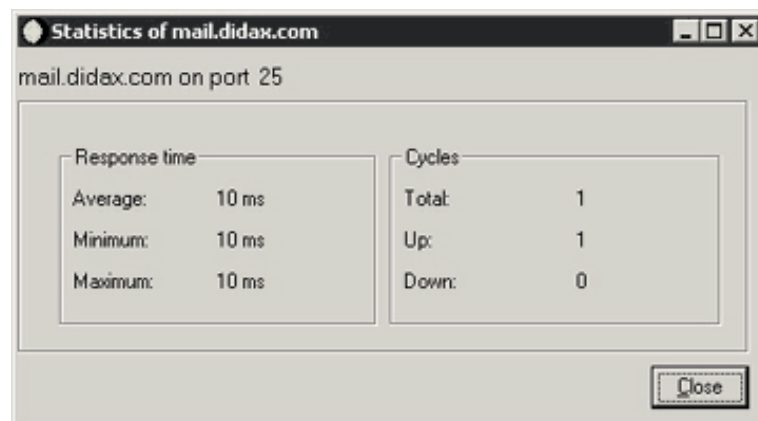 Statistics of mail.didax.com
mail.didax.com on port 25
Response time
Average: 10 ms
Minimum: 10 ms
Maximum: 10 ms
Cycles
Total: 1
Up: 1
Down: 0
Close